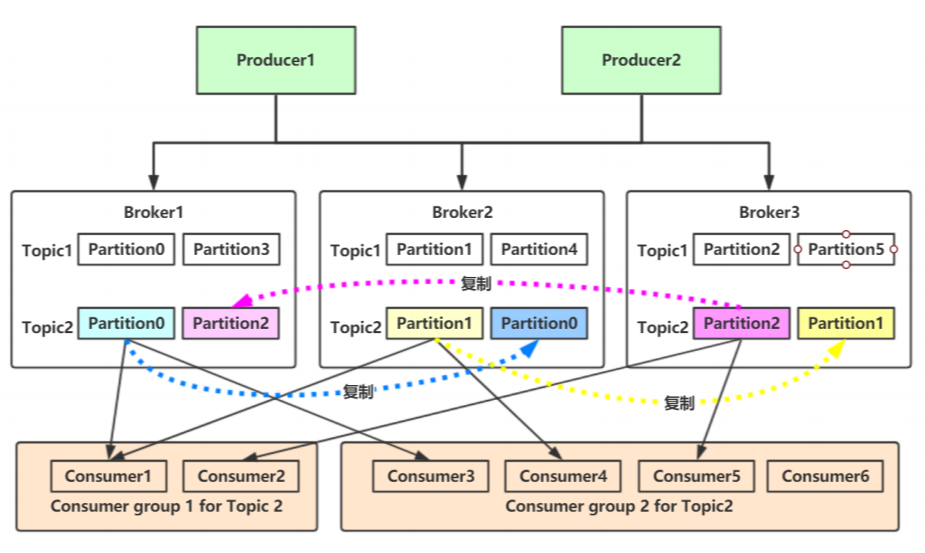 Producer1
Producer2
Broker1
Broker2
Broker3
Topic1 Partition0 Partition3
Topic1 Partition1 Partition4
Topic1 Partition2 Partition5
复制
Topic2 Partition0 Partition2
Topic2 Partition1 Partition0
Topic2 Partition2 Partition1
复制
复制
Consumer1 Consumer2
Consumer group 1 for Topic 2
Consumer3 Consumer4 Consumer5 Consumer6
Consumer group 2 for Topic2